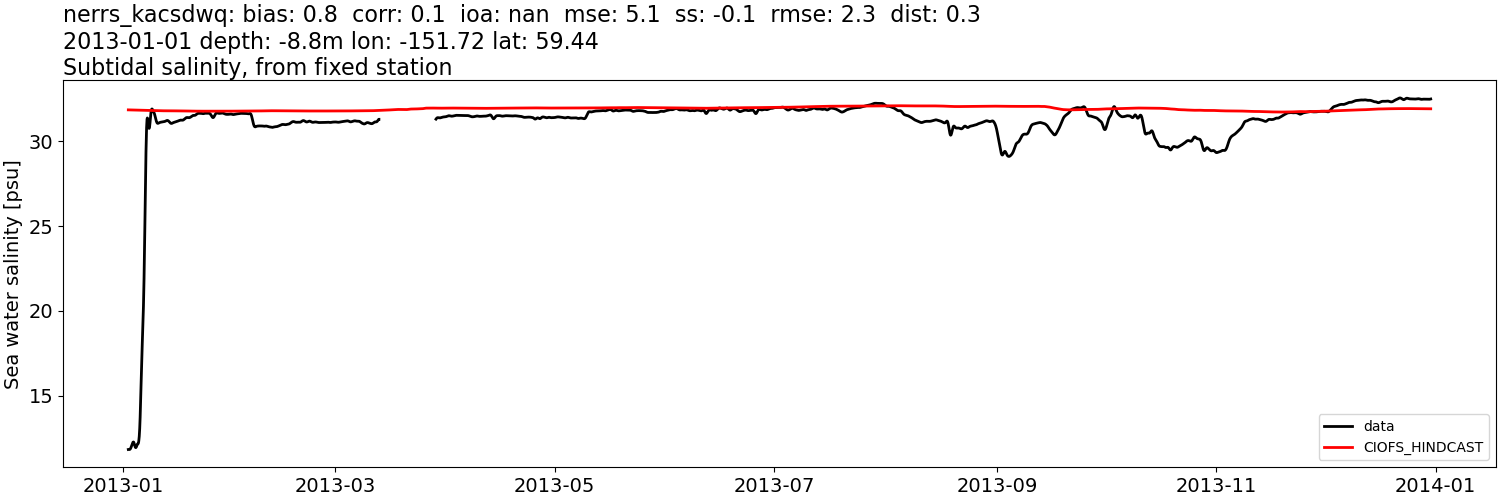 nerrs_kacsdwq: bias: 0.8  corr: 0.1  ioa: nan  mse: 5.1  ss: -0.1  rmse: 2.3  dist: 0.3
2013-01-01 depth: -8.8m lon: -151.72 lat: 59.44
Subtidal salinity, from fixed station
Sea water salinity [psu]
30
25
20
15
data
CIOFS_HINDCAST
2013-01
2013-03
2013-05
2013-07
2013-09
2013-11
2014-01